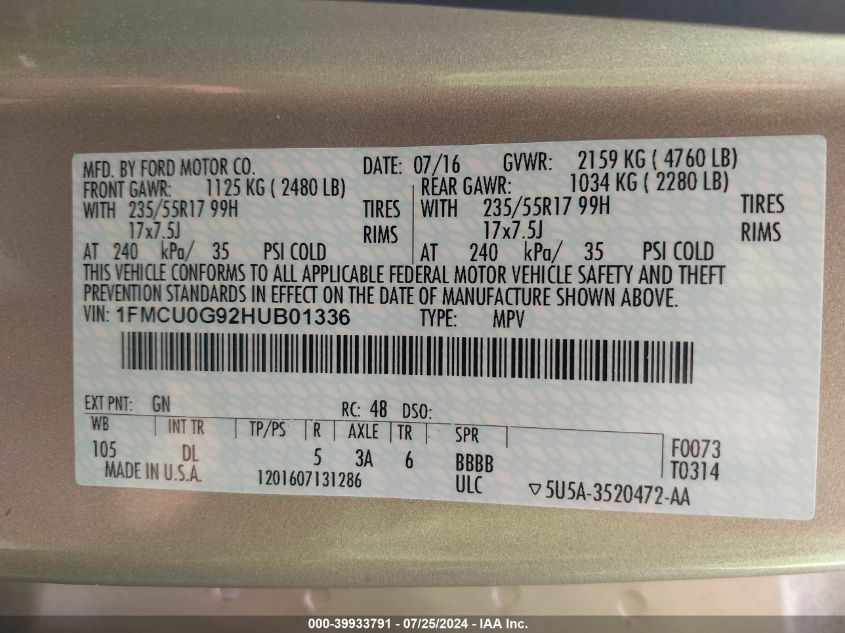 MFD. BY FORD MOTOR CO. DATE: 07/16 GVWR: 2159 KG ( 4760 LB)
FRONT GAWR: 1125 KG ( 2480 LB) REAR GAWR: 1034 KG ( 2280 LB)
WITH 235/55R17 99H TIRES WITH 235/55R17 99H TIRES
17x7.5J RIMS 17x7.5J RIMS
AT 240 kPa/ 35 PSI COLD AT 240 kPa/ 35 PSI COLD
THIS VEHICLE CONFORMS TO ALL APPLICABLE FEDERAL MOTOR VEHICLE SAFETY AND THEFT
PREVENTION STANDARDS IN EFFECT ON THE DATE OF MANUFACTURE SHOWN ABOVE.
VIN: 1FMCU0G92HUB01336 TYPE: MPV
EXT PNT: GN RC: 48 DSO:
WB INT TR TP/PS R AXLE TR SPR
105 DL 5 3A 6 BBBB F0073
MADE IN U.S.A. 1201607131286 ULC T0314
▽ 5U5A-3520472-AA
000-39933791 - 07/25/2024 - IAA Inc.